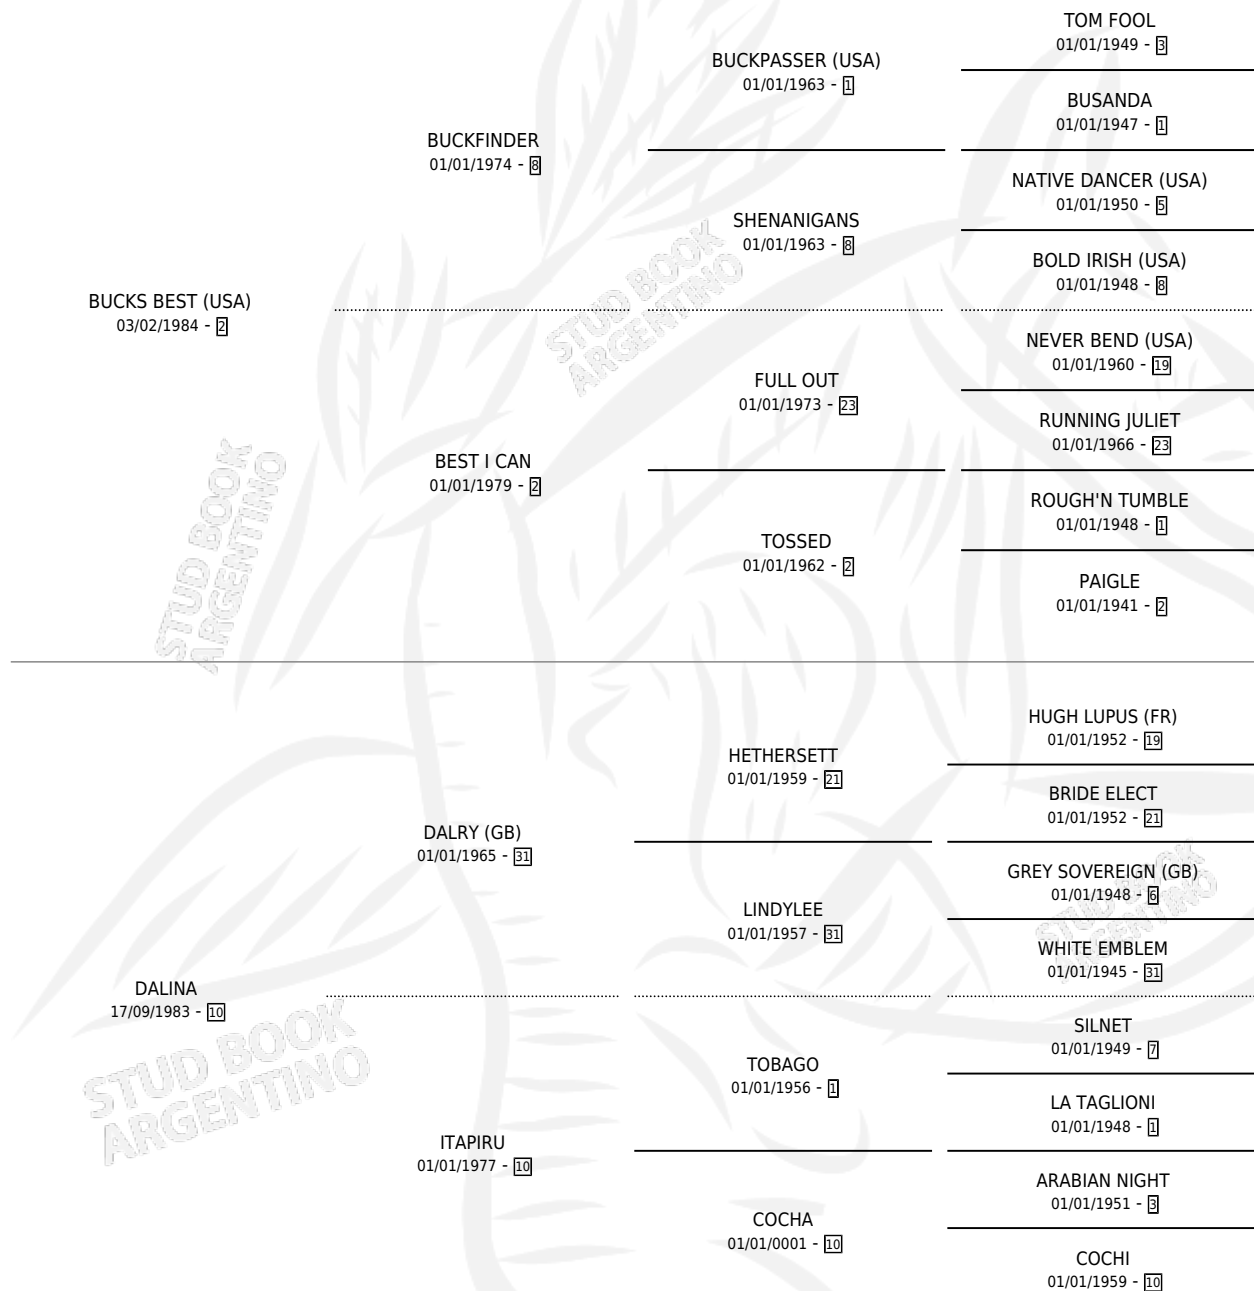 TOM FOOL
01/01/1949 - 3
BUCKPASSER (USA)
01/01/1963 - 1
BUSANDA
01/01/1947 - 1
BUCKFINDER
01/01/1974 - 8
NATIVE DANCER (USA)
01/01/1950 - 5
SHENANIGANS
01/01/1963 - 8
BOLD IRISH (USA)
01/01/1948 - 8
BUCKS BEST (USA)
03/02/1984 - 2
STUD BOOK
ARGENTINO
NEVER BEND (USA)
01/01/1960 - 19
FULL OUT
01/01/1973 - 23
RUNNING JULIET
01/01/1966 - 23
BEST I CAN
01/01/1979 - 2
ROUGH'N TUMBLE
01/01/1948 - 1
TOSSED
01/01/1962 - 2
PAIGLE
01/01/1941 - 2
STUD BOOK
ARGENTINO
HUGH LUPUS (FR)
01/01/1952 - 19
HETHERSETT
01/01/1959 - 21
BRIDE ELECT
01/01/1952 - 21
DALRY (GB)
01/01/1965 - 31
GREY SOVEREIGN (GB)
01/01/1948 - 6
LINDYLEE
01/01/1957 - 31
WHITE EMBLEM
01/01/1945 - 31
STUD BOOK
ARGENTINO
DALINA
17/09/1983 - 10
STUD BOOK
ARGENTINO
SILNET
01/01/1949 - 7
TOBAGO
01/01/1956 - 1
LA TAGLIONI
01/01/1948 - 1
ITAPIRU
01/01/1977 - 10
ARABIAN NIGHT
01/01/1951 - 3
COCHA
01/01/0001 - 10
COCHI
01/01/1959 - 10